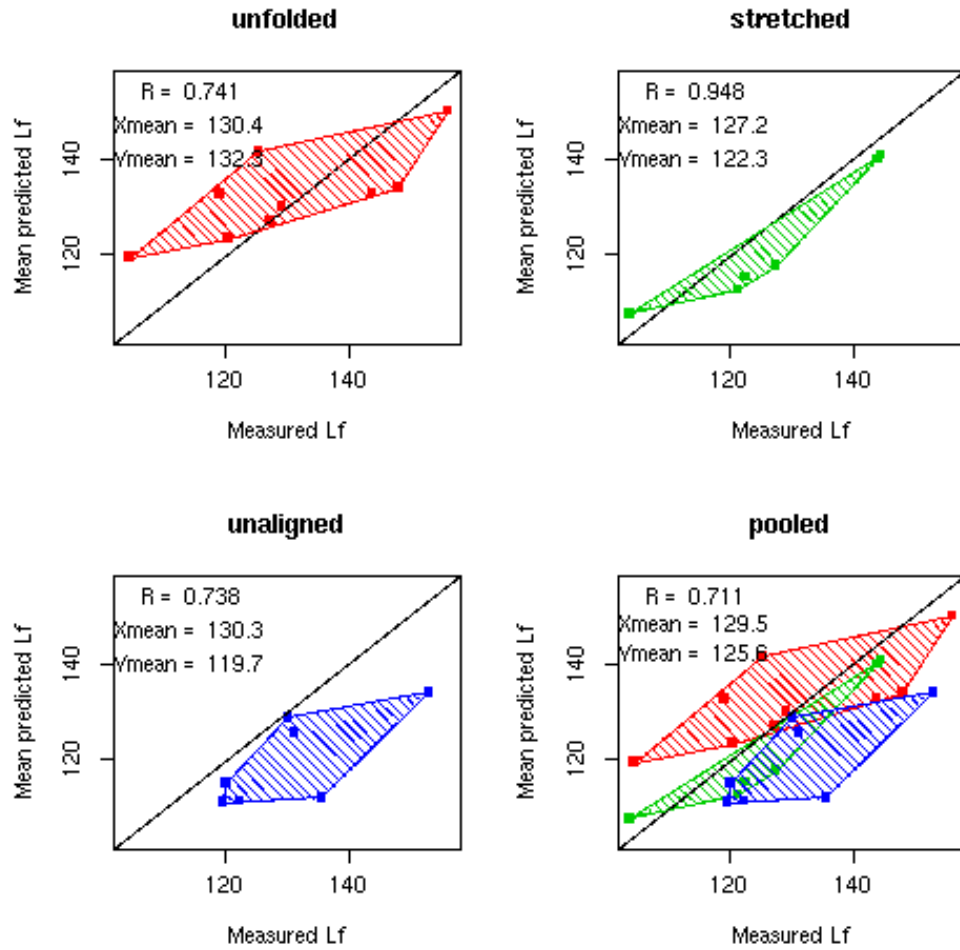 unfolded
R = 0.741
Xmean = 130.4
Ymean = 132.3
Mean predicted Lf
140
120
120 140
Measured Lf
stretched
R = 0.948
Xmean = 127.2
Ymean = 122.3
Mean predicted Lf
140
120
120 140
Measured Lf
unaligned
R = 0.738
Xmean = 130.3
Ymean = 119.7
Mean predicted Lf
140
120
120 140
Measured Lf
pooled
R = 0.711
Xmean = 129.5
Ymean = 125.6
Mean predicted Lf
140
120
120 140
Measured Lf